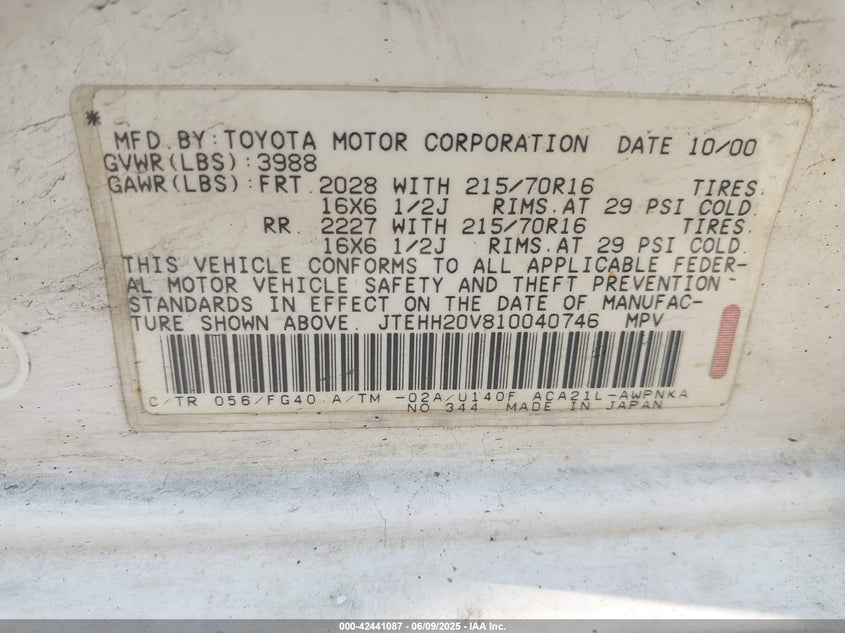 *
MFD.BY:TOYOTA MOTOR CORPORATION DATE 10/00
GVWR(LBS):3988
GAWR(LBS):FRT.2028 WITH 215/70R16 TIRES.
16X6 1/2J RIMS.AT 29 PSI COLD.
RR. 2227 WITH 215/70R16 TIRES.
16X6 1/2J RIMS.AT 29 PSI COLD.
THIS VEHICLE CONFORMS TO ALL APPLICABLE FEDER-
AL MOTOR VEHICLE SAFETY AND THEFT PREVENTION
STANDARDS IN EFFECT ON THE DATE OF MANUFAC-
TURE SHOWN ABOVE. JTEHH20V810040746 MPV
C/TR 056/FG40 A/TM -02A/U140F ACA21L-AWPNKA
NO.344 MADE IN JAPAN
000-42441087 - 06/09/2025 - IAA Inc.